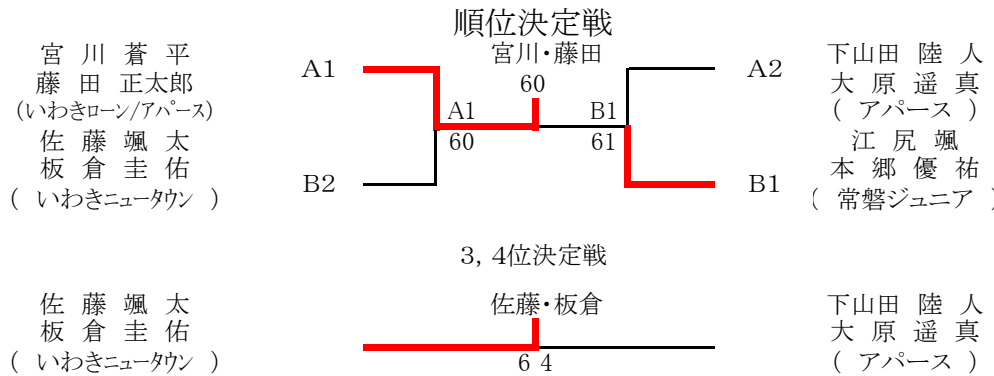 順位決定戦
宮 川 蒼 平
藤 田 正太郎
(いわきローン/アパース)
佐 藤 颯 太
板 倉 圭 佑
( いわきニュータウン )
A1
B2
宮川・藤田
60
A1
60
B1
61
A2
B1
下山田 陸 人
大 原 遥 真
( アパース )
江 尻 颯
本 郷 優 祐
( 常磐ジュニア )
3, 4位決定戦
佐 藤 颯 太
板 倉 圭 佑
( いわきニュータウン )
佐藤・板倉
6 4
下山田 陸 人
大 原 遥 真
( アパース )